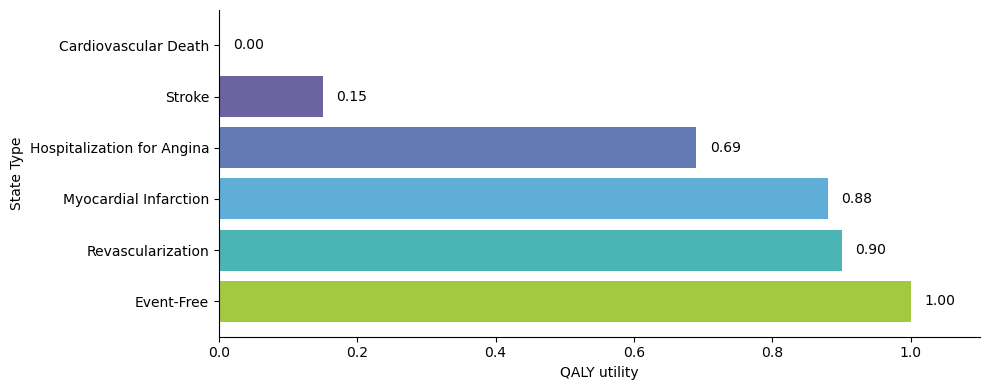 State Type
Cardiovascular Death 0.00
Stroke 0.15
Hospitalization for Angina 0.69
Myocardial Infarction 0.88
Revascularization 0.90
Event-Free 1.00
0.0 0.2 0.4 0.6 0.8 1.0
QALY utility